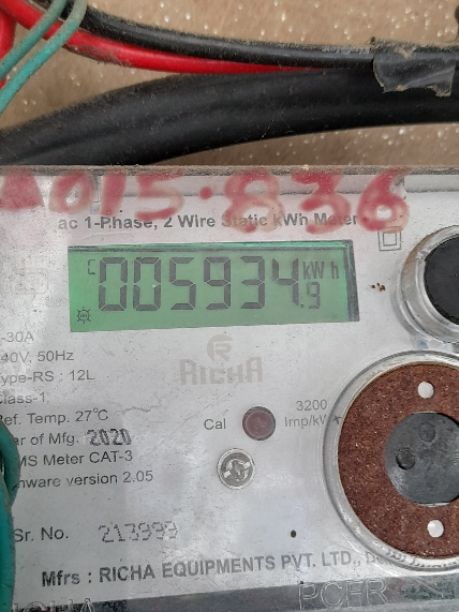 015.836
ac 1-Phase, 2 Wire Static kWh Meter
C 005934.9 kWh
-30A
40V, 50Hz
RICHA
ype-RS : 12L
Class-1
Ref. Temp. 27°C
ar of Mfg. 2020
Cal
3200
Imp/kW
MS Meter CAT-3
mware version 2.05
Sr. No. 213999
Mfrs : RICHA EQUIPMENTS PVT. LTD.,